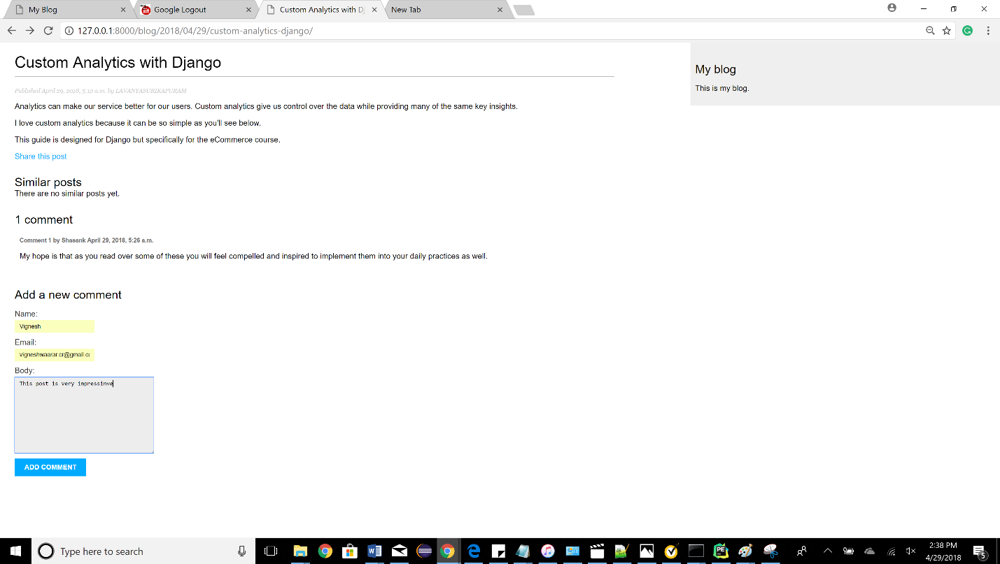 My Blog
Google Logout
Custom Analytics with Dj
New Tab
127.0.0.1:8000/blog/2018/04/29/custom-analytics-django/
Custom Analytics with Django
Published April 29, 2018, 5:12 a.m. by LAVANYASURIKAPURAM
Analytics can make our service better for our users. Custom analytics give us control over the data while providing many of the same key insights.
I love custom analytics because it can be so simple as you'll see below.
This guide is designed for Django but specifically for the eCommerce course.
Share this post
Similar posts
There are no similar posts yet.
1 comment
Comment 1 by Shasank April 29, 2018, 5:26 a.m.
My hope is that as you read over some of these you will feel compelled and inspired to implement them into your daily practices as well.
Add a new comment
Name:
Vignesh
Email:
vigneshwaarar.cr@gmail.co
Body:
This post is very impressinve
ADD COMMENT
My blog
This is my blog.
Type here to search
2:38 PM
4/29/2018
5